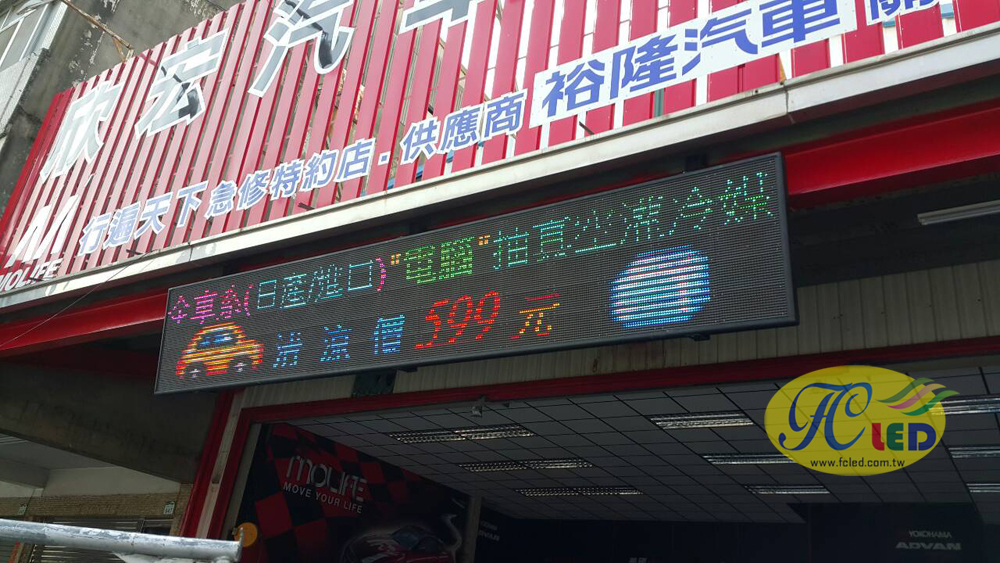 欣宏汽車
行遍天下急修特約店·供應商裕隆汽車
M
MOLIFE
全車系(日產/進口)"電腦"抽真空灌冷媒
清涼價599元
MOLIFE
MOVE YOUR LIFE
YOKOHAMA
ADVAN
FC LED
www.fcled.com.tw